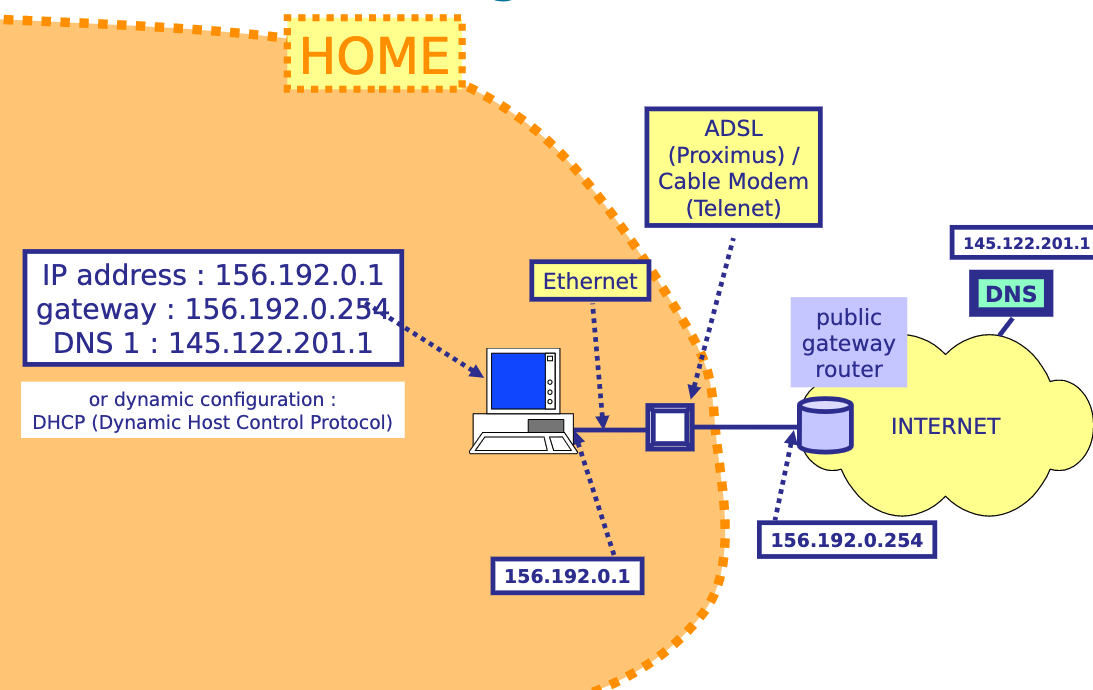 HOME
ADSL
(Proximus) /
Cable Modem
(Telenet)
145.122.201.1
DNS
IP address : 156.192.0.1
gateway : 156.192.0.254
DNS 1 : 145.122.201.1
Ethernet
public
gateway
router
or dynamic configuration :
DHCP (Dynamic Host Control Protocol)
INTERNET
156.192.0.254
156.192.0.1